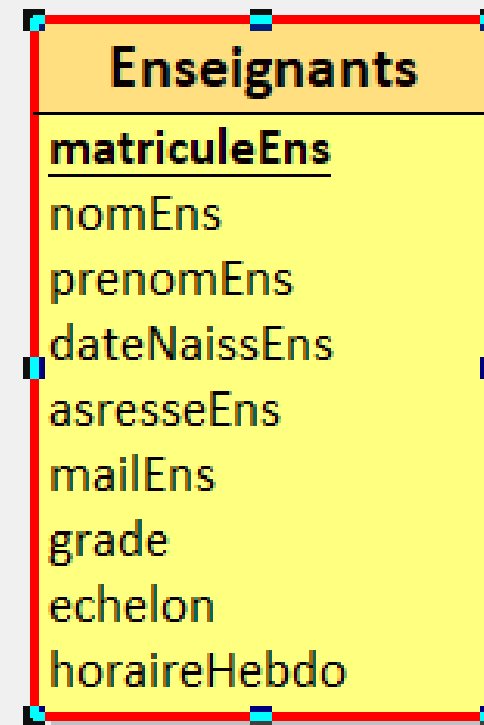 Enseignants
matriculeEns
nomEns
prenomEns
dateNaissEns
asresseEns
mailEns
grade
echelon
horaireHebdo